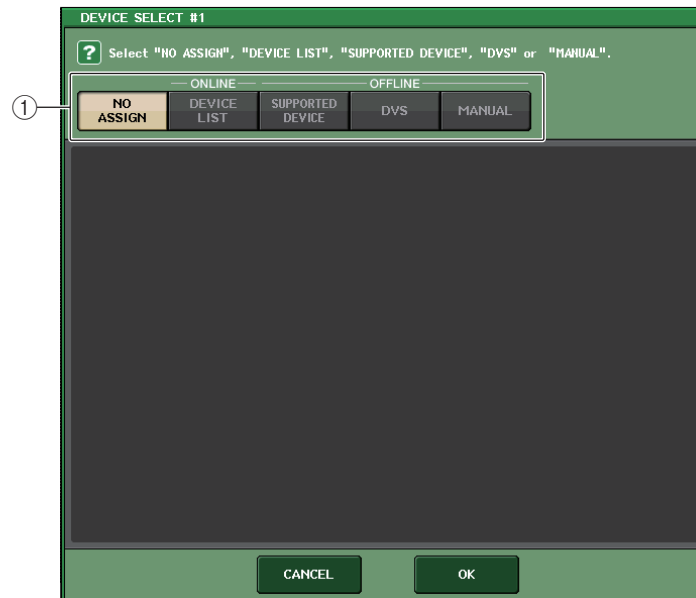 DEVICE SELECT #1
? Select "NO ASSIGN", "DEVICE LIST", "SUPPORTED DEVICE", "DVS" or "MANUAL".
ONLINE OFFLINE
①
NO ASSIGN
DEVICE LIST
SUPPORTED DEVICE
DVS
MANUAL
CANCEL OK